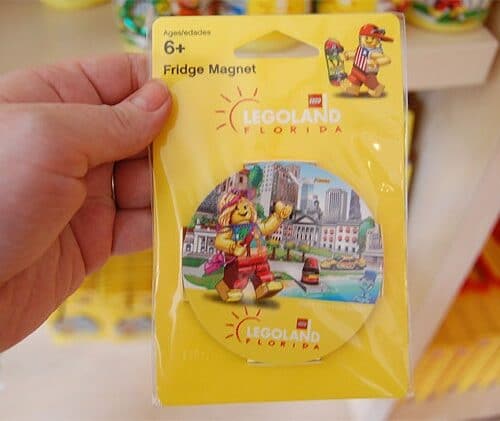 Ages/edades
6+
Fridge Magnet
LEGO
LEGOLAND
FLORIDA
LEGO
LEGOLAND
FLORIDA